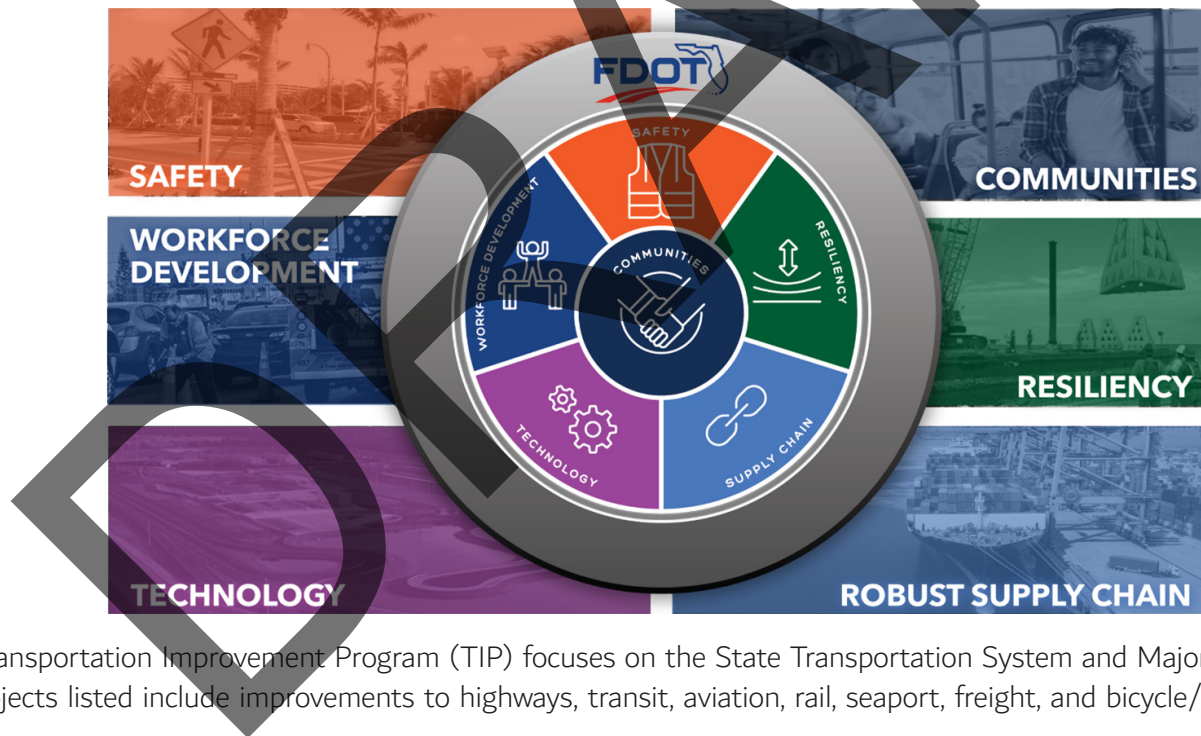 SAFETY
COMMUNITIES
WORKFORCE
DEVELOPMENT
RESILIENCY
TECHNOLOGY
ROBUST SUPPLY CHAIN
FDOT
SAFETY
WORKFORCE DEVELOPMENT
RESILIENCY
COMMUNITIES
TECHNOLOGY
SUPPLY CHAIN
ansportation Improvement Program (TIP) focuses on the State Transportation System and Major
ojects listed include improvements to highways, transit, aviation, rail, seaport, freight, and bicycle/